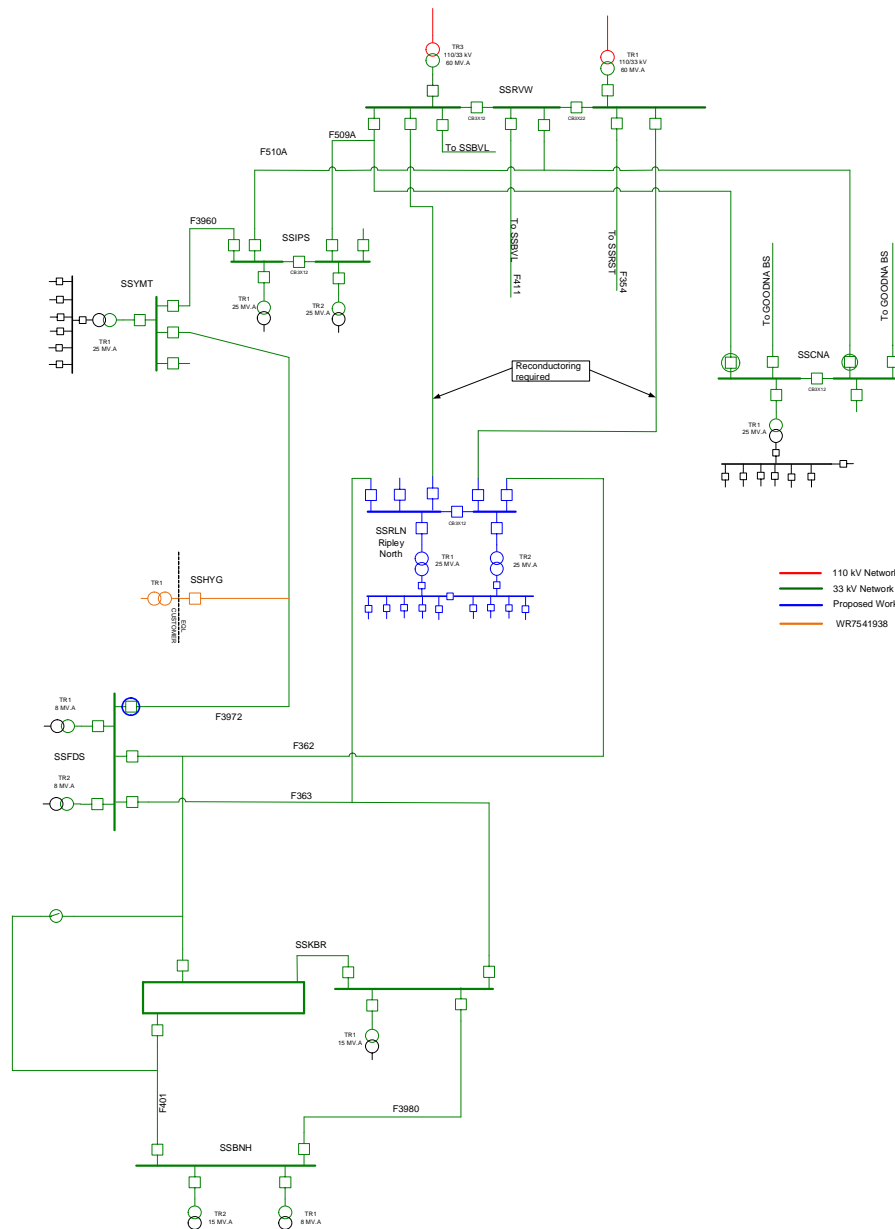 TR3
110/33 kV
60 MV.A
TR1
110/33 kV
60 MV.A
SSRVW
CB3X12
CB3X22
F509A
To SSBVL
F510A
F3960
SSIPS
CB3X12
TR1
25 MV.A
TR2
25 MV.A
SSYMT
TR1
25 MV.A
To SSBVL
F411
To SSRST
F354
To GOODNA BS
To GOODNA BS
SSCNA
CB3X12
TR1
25 MV.A
Reconductoring
required
SSRLN
Ripley
North
CB3X12
TR1
25 MV.A
TR2
25 MV.A
TR1
SSHYG
CUSTOMER
EQL
110 kV Network
33 kV Network
Proposed Work
WR7541938
TR1
8 MV.A
F3972
SSFDS
F362
TR2
8 MV.A
F363
SSKBR
TR1
15 MV.A
F401
F3980
SSBNH
TR2
15 MV.A
TR1
8 MV.A